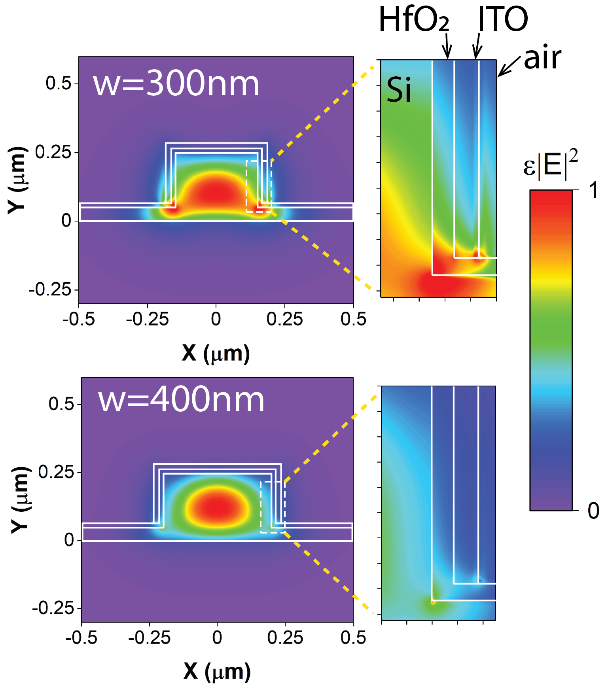 HfO₂ ITO
air
w=300nm
Si
0.5
0.25
0
-0.25
Y (μm)
-0.5 -0.25 0 0.25 0.5
X (μm)
ε|E|²
1
0
w=400nm
0.5
0.25
0
-0.25
Y (μm)
-0.5 -0.25 0 0.25 0.5
X (μm)